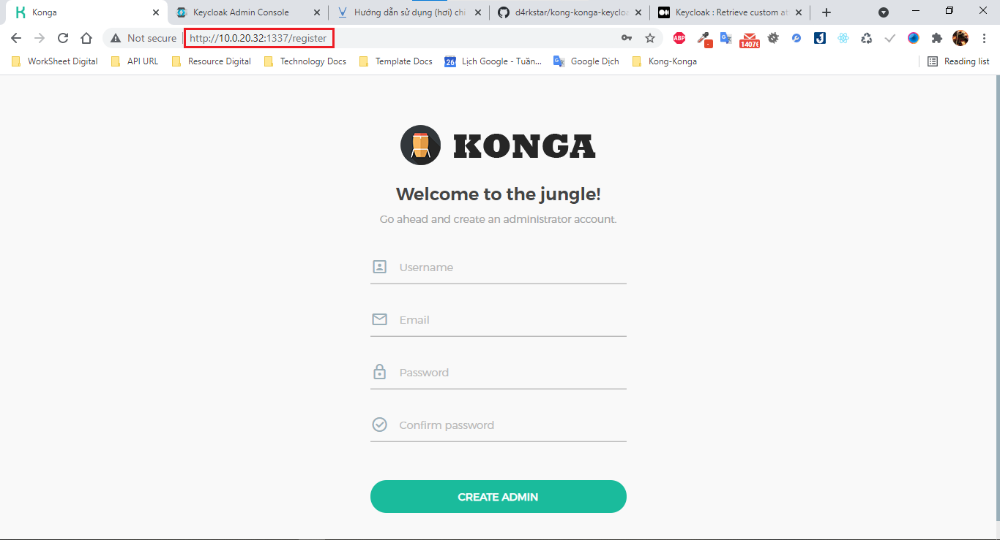 Konga
Keycloak Admin Console
Hướng dẫn sử dụng (hơi) chi
d4rkstar/kong-konga-keycloa
Keycloak : Retrieve custom at
Not secure
http://10.0.20.32:1337/register
ABP
14076
WorkSheet Digital
API URL
Resource Digital
Technology Docs
Template Docs
26
Lịch Google - Tuần...
Google Dịch
Kong-Konga
Reading list
KONGA
Welcome to the jungle!
Go ahead and create an administrator account.
Username
Email
Password
Confirm password
CREATE ADMIN